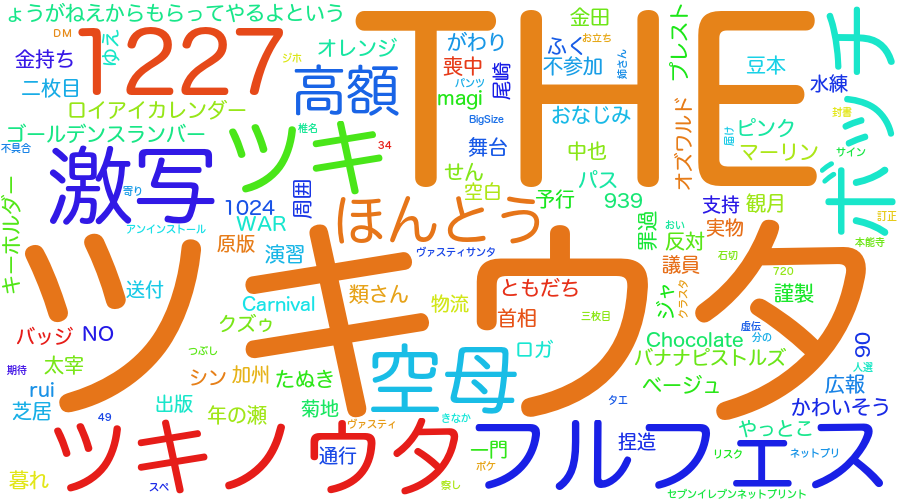 ょうがねえからもらってやるよという
THE
金田
お立ち
プレスト
ボッチ
DM
ゆえ
1227
ジホ
オレンジ
がわり
ふく
姉さん
金持ち
喪中
尾崎
不参加
豆本
水練
二枚目
高額
パンツ
magi
ロイアイカレンダー
BigSize
おなじみ
オズワルド
封書
ゴールデンスランバー
椎名
届け
ピンク
不具合
ツキ
34
舞台
中也
マーリン
サイン
激写
寄り
せん
空白
パス
予行
939
キーホルダー
1024
周囲
支持
観月
訂正
WAR
ほんとう
罪過
おい
実物
アンインストール
反対
本能寺
原版
演習
ヴァスティサンタ
石切
議員
720
ツキウタ
送付
類さん
ともだち
ジャ
クラスタ
謹製
Carnival
物流
首相
三枚目
クズゥ
虚伝
バッジ
NO
Chocolate
分の
90
つぶし
ロガ
バナナピストルズ
期待
太宰
シン
加州
たぬき
空母
人選
rui
ベージュ
広報
芝居
出版
年の瀬
菊地
タエ
かわいそう
49
ヴァスティ
きなか
ツキノウタ
フルフェス
やっとこ
通行
一門
捏造
リスク
ネットプリ
ポケ
暮れ
スペ
察し
セブンイレブンネットプリント